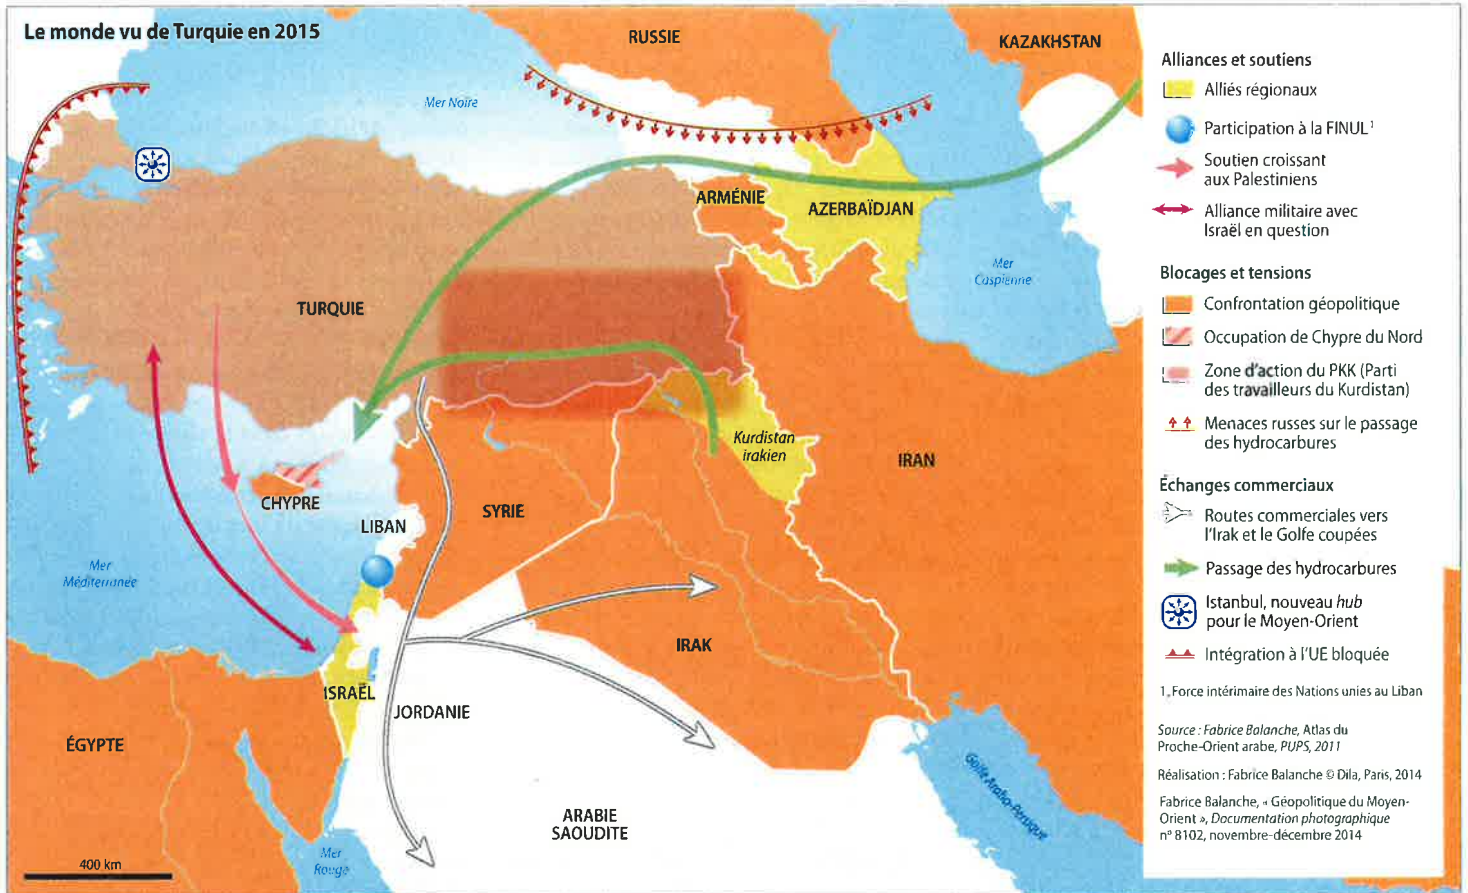 Le monde vu de Turquie en 2015
RUSSIE
KAZAKHSTAN
Mer Noire
ARMÉNIE
AZERBAÏDJAN
Mer
Caspienne
TURQUIE
Kurdistan
irakien
IRAN
CHYPRE
SYRIE
LIBAN
Mer
Méditerranée
IRAK
ISRAËL
JORDANIE
ÉGYPTE
Golfe Arabo-Persique
ARABIE
SAOUDITE
Mer
Rouge
400 km
Alliances et soutiens
Alliés régionaux
Participation à la FINUL¹
Soutien croissant
aux Palestiniens
Alliance militaire avec
Israël en question
Blocages et tensions
Confrontation géopolitique
Occupation de Chypre du Nord
Zone d'action du PKK (Parti
des travailleurs du Kurdistan)
Menaces russes sur le passage
des hydrocarbures
Échanges commerciaux
Routes commerciales vers
l'Irak et le Golfe coupées
Passage des hydrocarbures
Istanbul, nouveau hub
pour le Moyen-Orient
Intégration à l'UE bloquée
1. Force intérimaire des Nations unies au Liban
Source : Fabrice Balanche, Atlas du
Proche-Orient arabe, PUPS, 2011
Réalisation : Fabrice Balanche © Dila, Paris, 2014
Fabrice Balanche, « Géopolitique du Moyen-
Orient », Documentation photographique
n° 8102, novembre-décembre 2014